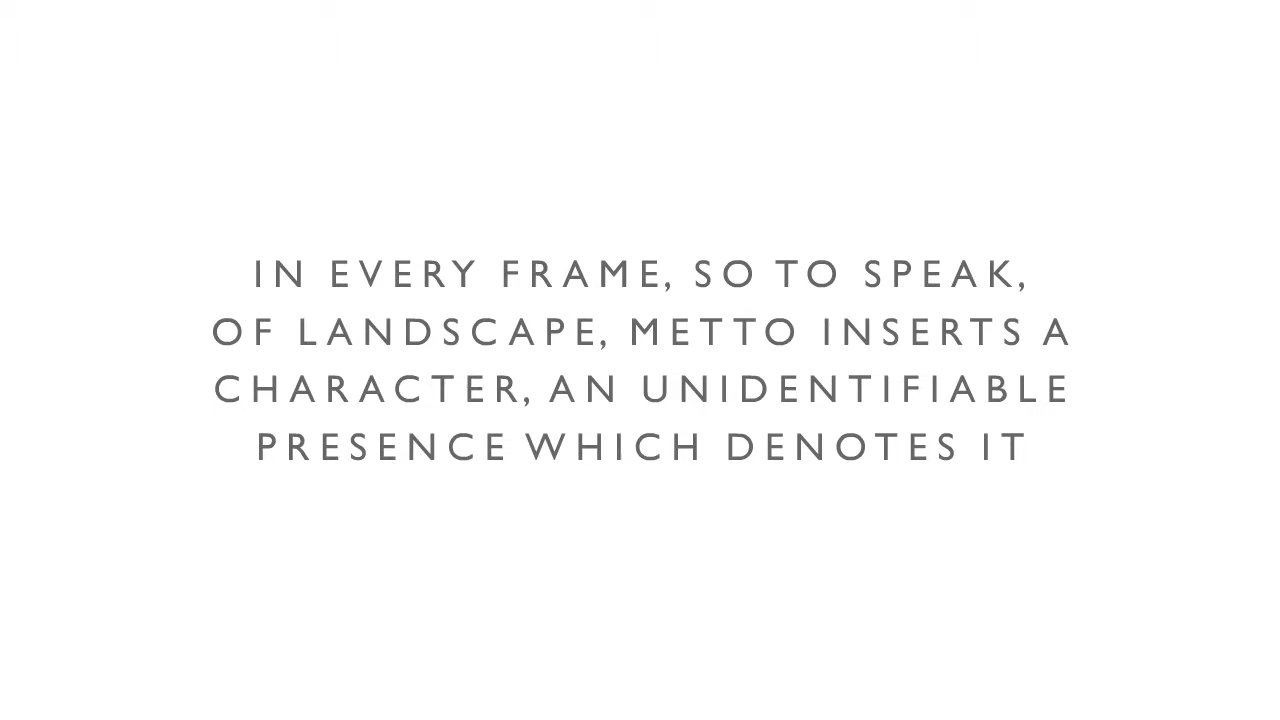 IN EVERY FRAME, SO TO SPEAK,
OF LANDSCAPE, METTO INSERTS A
CHARACTER, AN UNIDENTIFIABLE
PRESENCE WHICH DENOTES IT